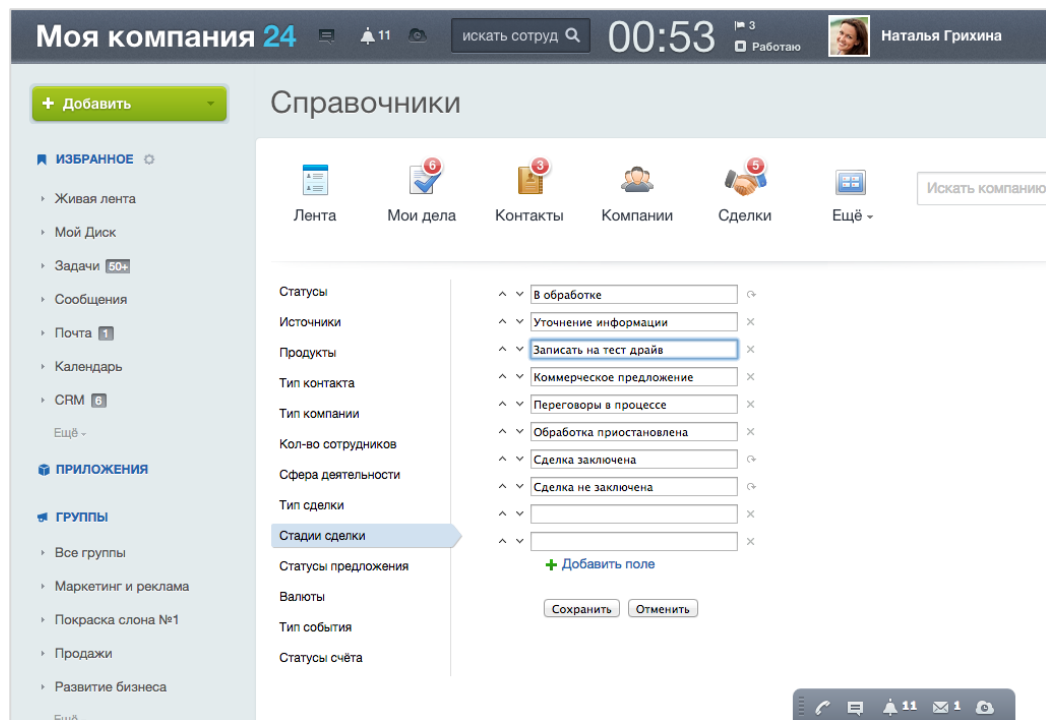 Моя компания 24
11
искать сотруд
00:53
3
Работаю
Наталья Грихина
+ Добавить
Справочники
ИЗБРАННОЕ
Живая лента
Мой Диск
Задачи 50+
Сообщения
Почта 1
Календарь
CRM 6
Ещё
ПРИЛОЖЕНИЯ
ГРУППЫ
Все группы
Маркетинг и реклама
Покраска слона №1
Продажи
Развитие бизнеса
Ещё
6
3
5
Лента
Мои дела
Контакты
Компании
Сделки
Ещё
Искать компанию
Статусы
Источники
Продукты
Тип контакта
Тип компании
Кол-во сотрудников
Сфера деятельности
Тип сделки
Стадии сделки
Статусы предложения
Валюты
Тип события
Статусы счёта
В обработке
Уточнение информации
Записать на тест драйв
Коммерческое предложение
Переговоры в процессе
Обработка приостановлена
Сделка заключена
Сделка не заключена
+ Добавить поле
Сохранить
Отменить
11
1